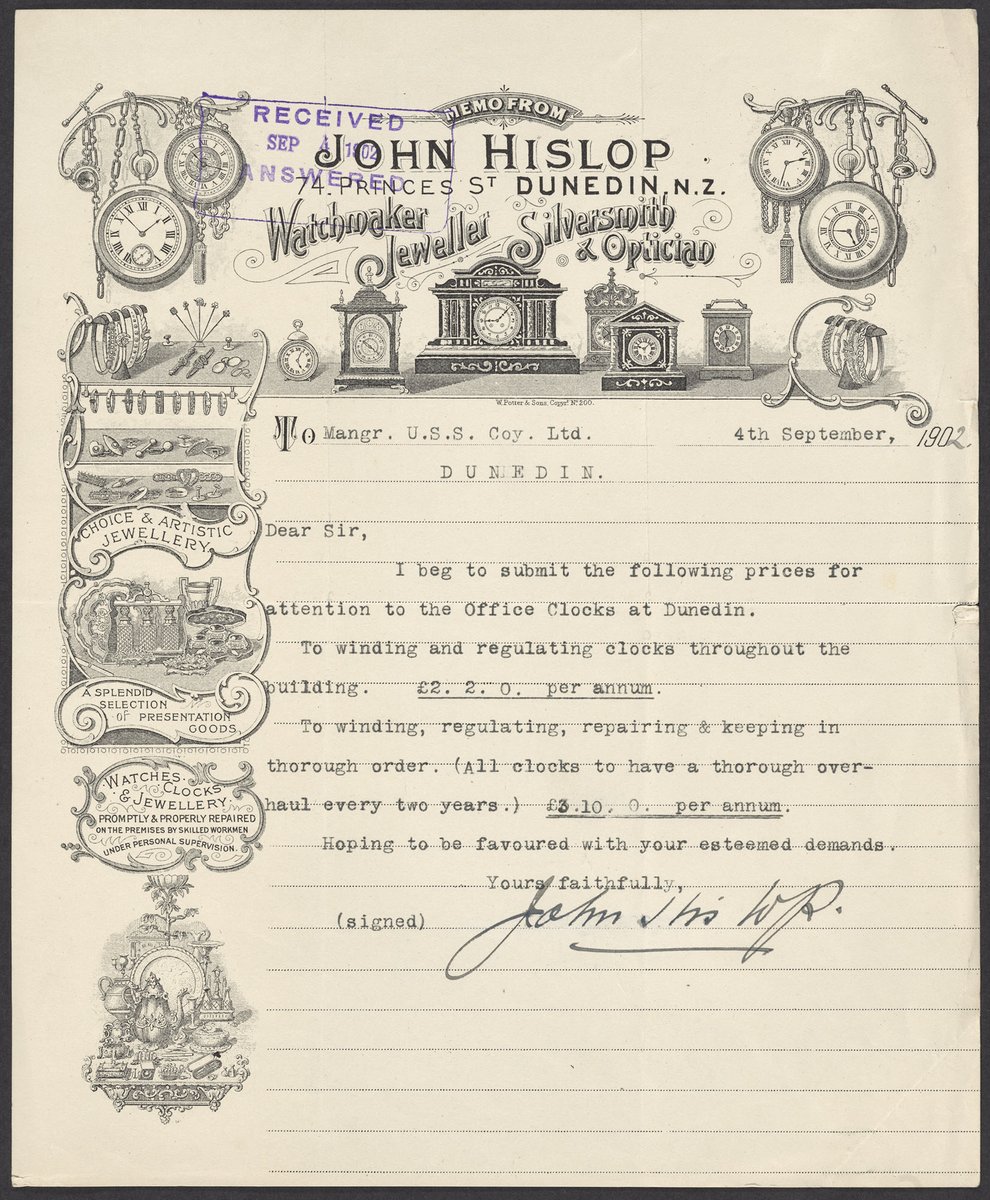 MEMO FROM
JOHN HISLOP
74. PRINCES ST DUNEDIN, N.Z.
Watchmaker Jeweller Silversmith & Optician
RECEIVED
SEP 4 1902
ANSWERED
W. Potter & Sons, Copyrt. No. 200.
To Mangr. U.S.S. Coy. Ltd. 4th September, 1902.
DUNEDIN.
Dear Sir,
I beg to submit the following prices for
attention to the Office Clocks at Dunedin.
To winding and regulating clocks throughout the
building. £2. 2. 0. per annum.
To winding, regulating, repairing & keeping in
thorough order. (All clocks to have a thorough over-
haul every two years.) £3.10. 0. per annum.
Hoping to be favoured with your esteemed demands.
Yours faithfully,
(signed) John Hislop.
CHOICE & ARTISTIC
JEWELLERY
A SPLENDID
SELECTION
OF PRESENTATION
GOODS.
WATCHES.
CLOCKS
& JEWELLERY.
PROMPTLY & PROPERLY REPAIRED
ON THE PREMISES BY SKILLED WORKMEN
UNDER PERSONAL SUPERVISION.